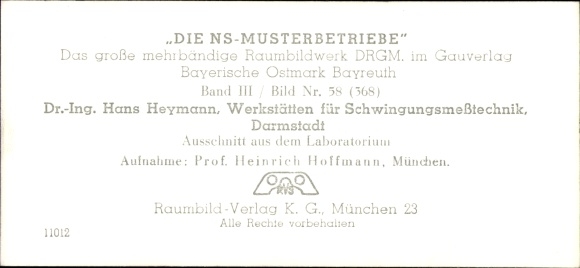 „DIE NS-MUSTERBETRIEBE"
Das große mehrbändige Raumbildwerk DRGM. im Gauverlag
Bayerische Ostmark Bayreuth
Band III / Bild Nr. 58 (368)
Dr.-Ing. Hans Heymann, Werkstätten für Schwingungsmeßtechnik,
Darmstadt
Ausschnitt aus dem Laboratorium
Aufnahme: Prof. Heinrich Hoffmann, München.
RVS
Raumbild-Verlag K. G., München 23
Alle Rechte vorbehalten
11012